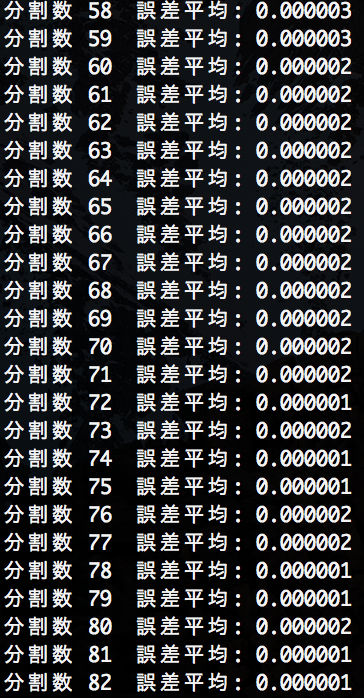 分割数 58 誤差平均: 0.000003
分割数 59 誤差平均: 0.000003
分割数 60 誤差平均: 0.000002
分割数 61 誤差平均: 0.000002
分割数 62 誤差平均: 0.000002
分割数 63 誤差平均: 0.000002
分割数 64 誤差平均: 0.000002
分割数 65 誤差平均: 0.000002
分割数 66 誤差平均: 0.000002
分割数 67 誤差平均: 0.000002
分割数 68 誤差平均: 0.000002
分割数 69 誤差平均: 0.000002
分割数 70 誤差平均: 0.000002
分割数 71 誤差平均: 0.000002
分割数 72 誤差平均: 0.000001
分割数 73 誤差平均: 0.000002
分割数 74 誤差平均: 0.000001
分割数 75 誤差平均: 0.000001
分割数 76 誤差平均: 0.000002
分割数 77 誤差平均: 0.000002
分割数 78 誤差平均: 0.000001
分割数 79 誤差平均: 0.000001
分割数 80 誤差平均: 0.000002
分割数 81 誤差平均: 0.000001
分割数 82 誤差平均: 0.000001